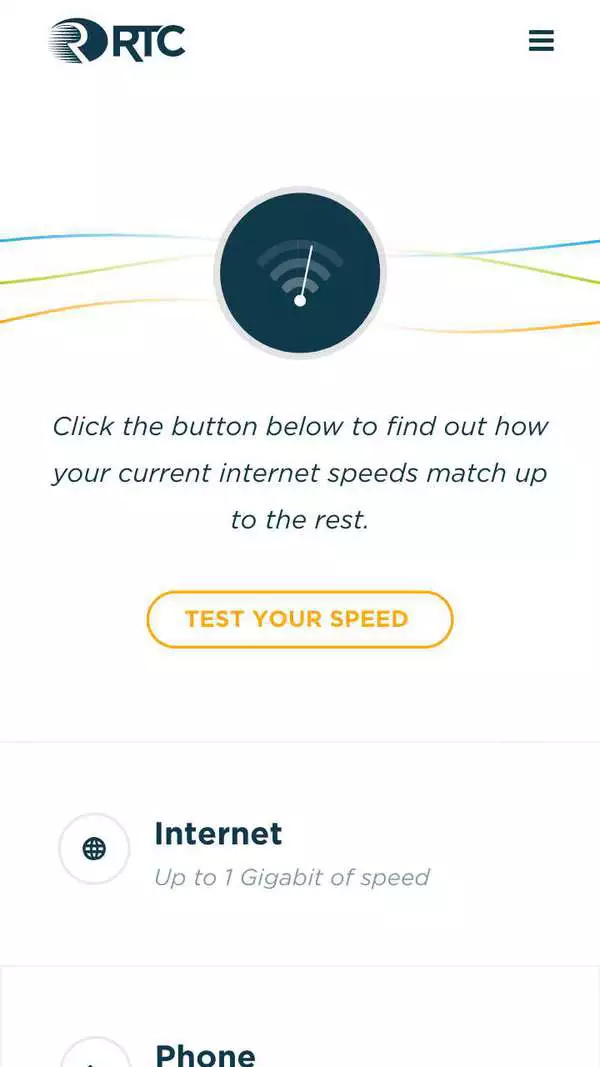 RTC
Click the button below to find out how
your current internet speeds match up
to the rest.
TEST YOUR SPEED
Internet
Up to 1 Gigabit of speed
Phone